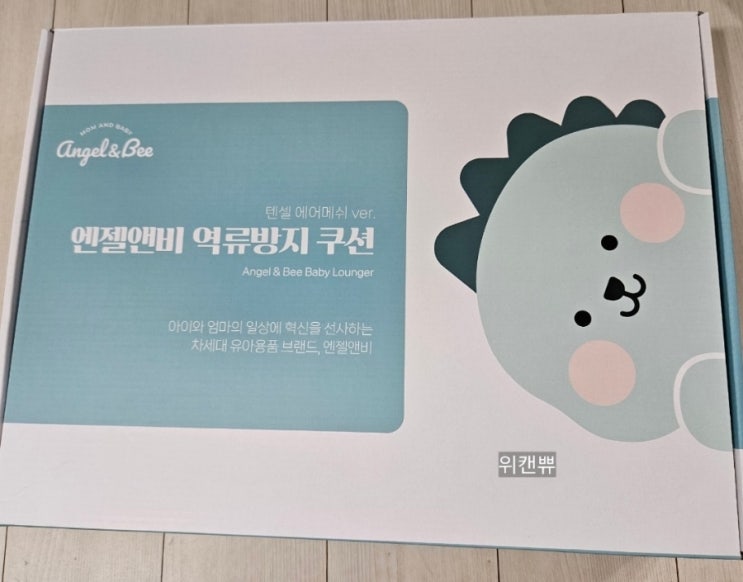 MOM AND BABY
Angel&Bee
텐셀 에어메쉬 ver.
엔젤앤비 역류방지 쿠션
Angel & Bee Baby Lounger
아이와 엄마의 일상에 혁신을 선사하는
차세대 유아용품 브랜드, 엔젤앤비
위캔쀼